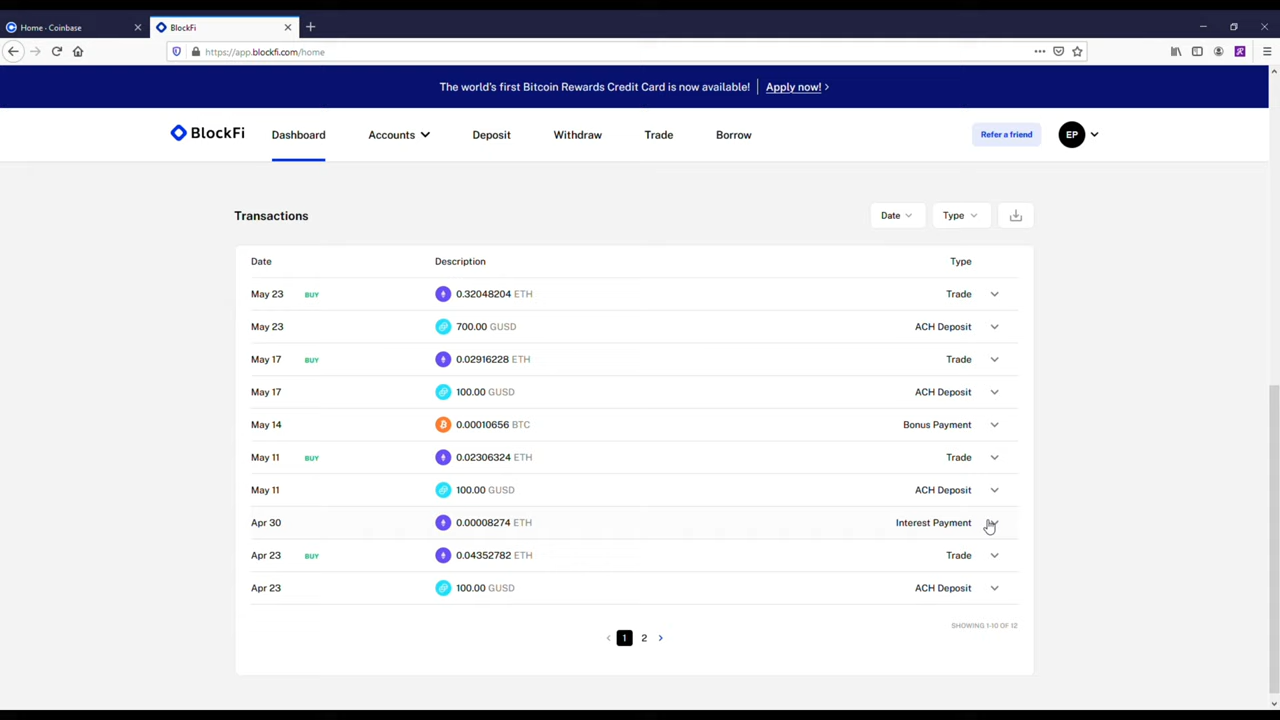 Home - Coinbase
BlockFi
https://app.blockfi.com/home
The world's first Bitcoin Rewards Credit Card is now available! Apply now!
BlockFi Dashboard Accounts Deposit Withdraw Trade Borrow Refer a friend EP
Transactions Date Type
Date Description Type
May 23 BUY 0.32048204 ETH Trade
May 23 700.00 GUSD ACH Deposit
May 17 BUY 0.02916228 ETH Trade
May 17 100.00 GUSD ACH Deposit
May 14 0.00010656 BTC Bonus Payment
May 11 BUY 0.02306324 ETH Trade
May 11 100.00 GUSD ACH Deposit
Apr 30 0.00008274 ETH Interest Payment
Apr 23 BUY 0.04352782 ETH Trade
Apr 23 100.00 GUSD ACH Deposit
SHOWING 1-10 OF 12
1 2